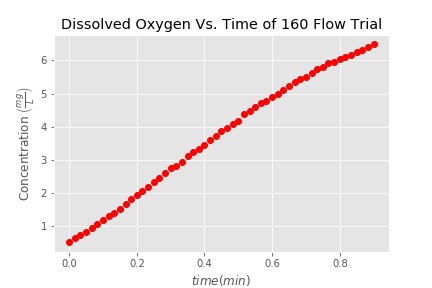 Dissolved Oxygen Vs. Time of 160 Flow Trial
Concentration (mg/L)
6
5
4
3
2
1
0.0 0.2 0.4 0.6 0.8
time(min)